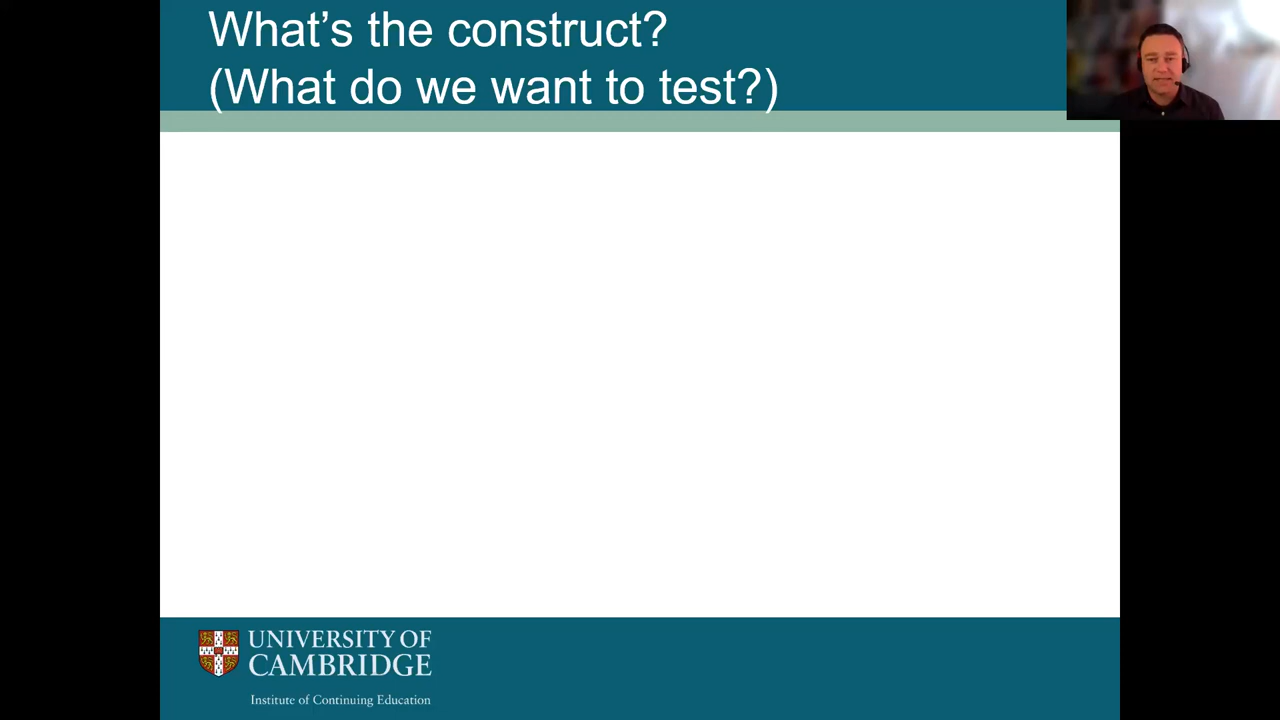 What’s the construct?
(What do we want to test?)
UNIVERSITY OF
CAMBRIDGE
Institute of Continuing Education